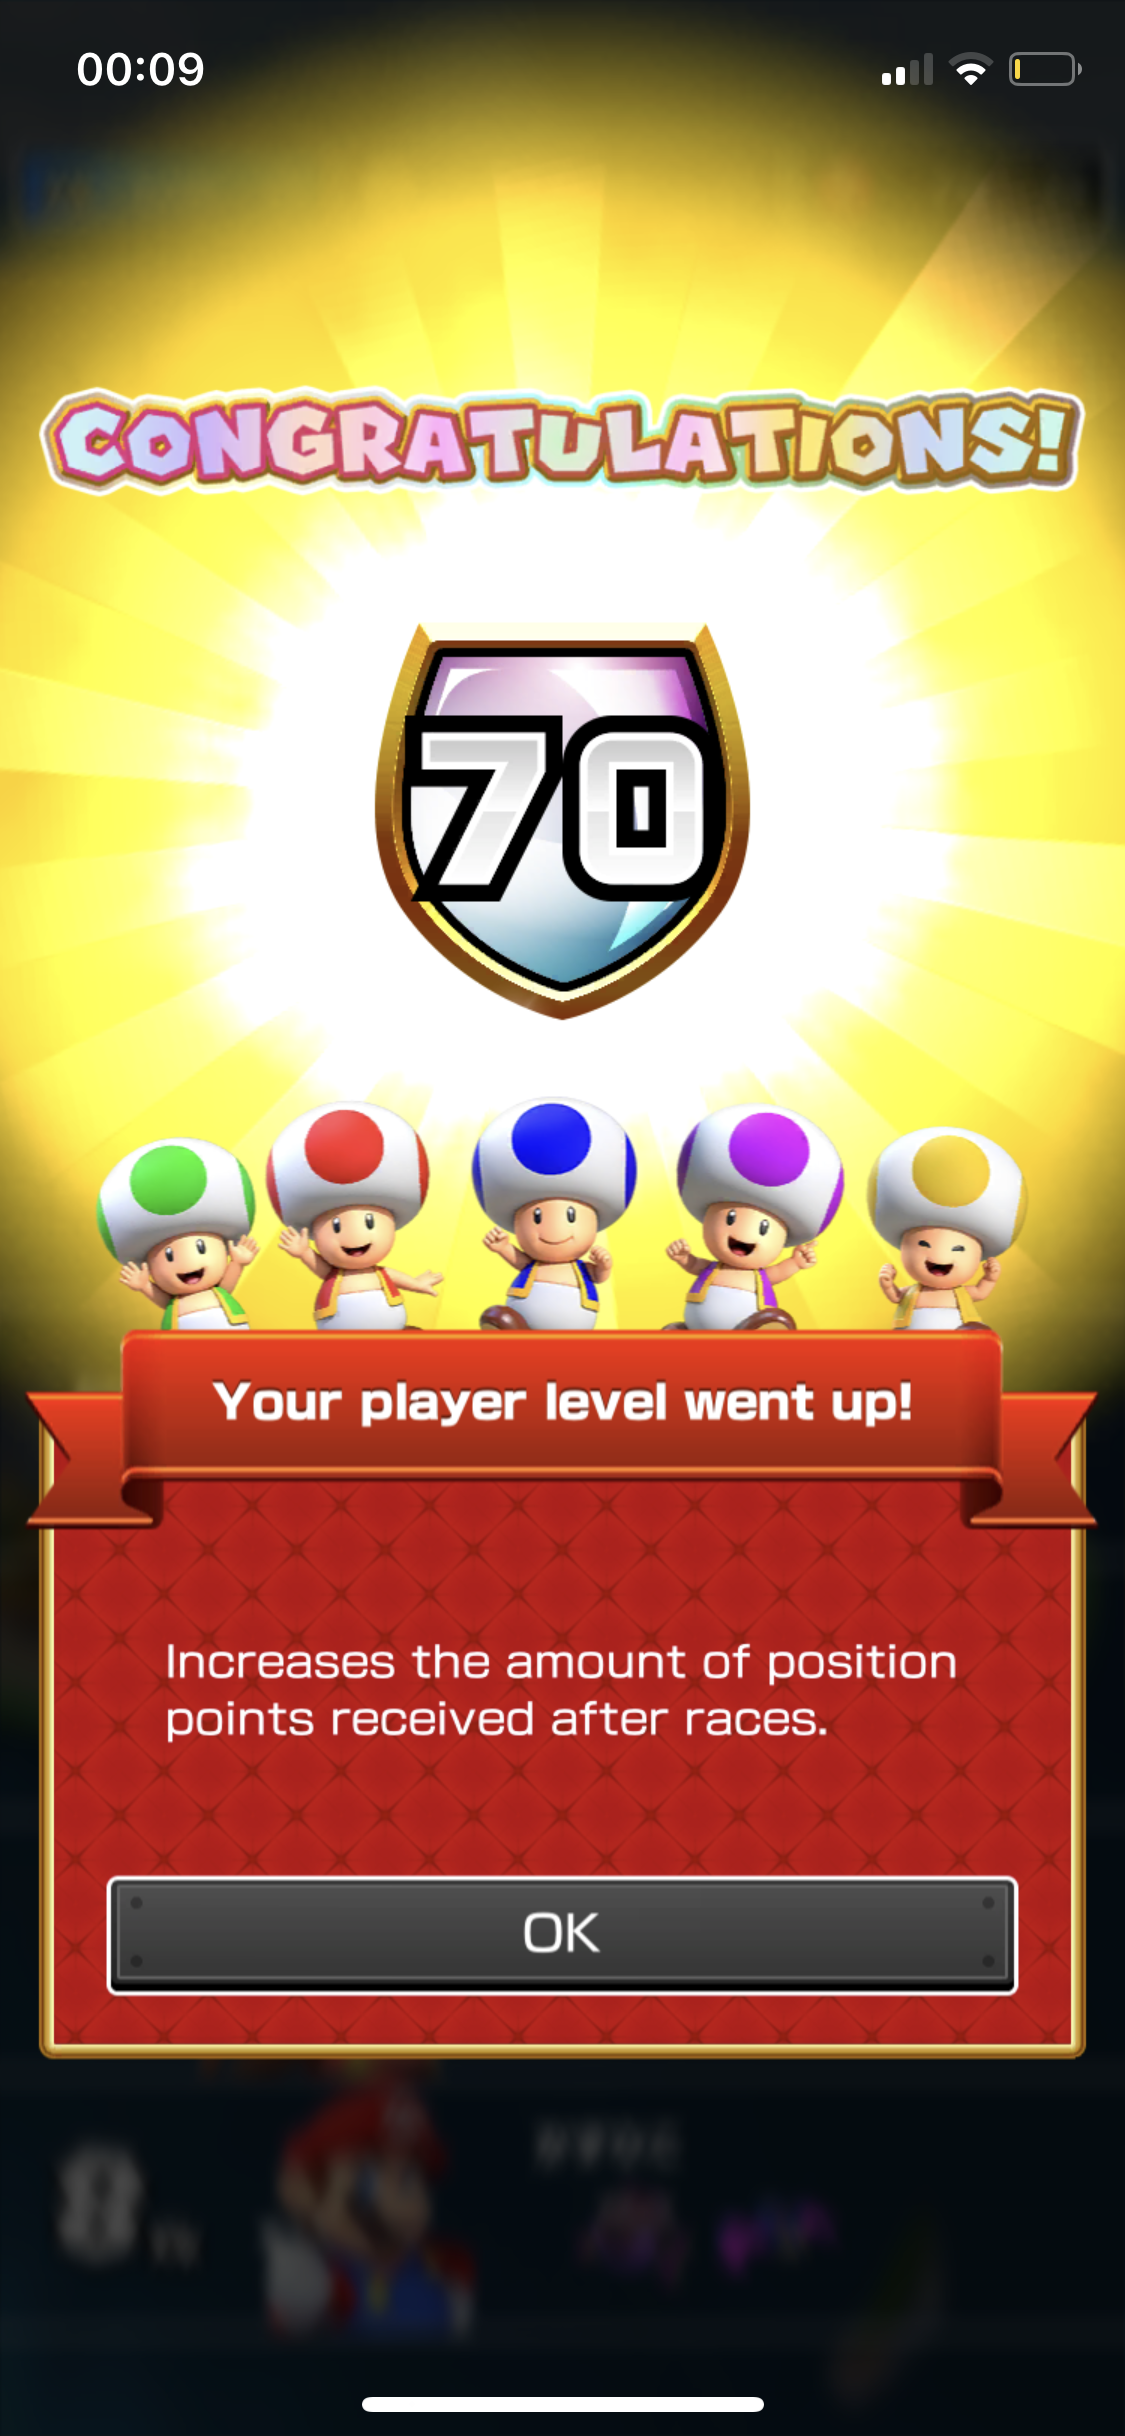 00:09
CONGRATULATIONS!
70
Your player level went up!
Increases the amount of position
points received after races.
OK